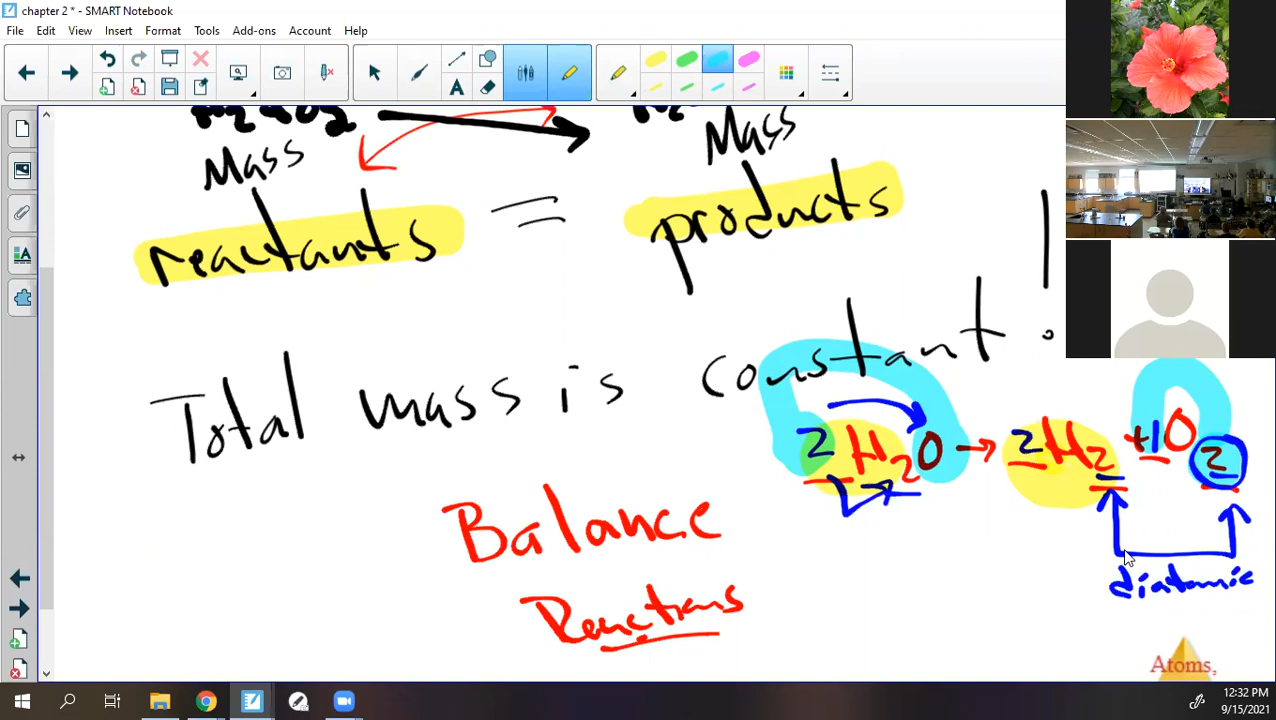 chapter 2 * - SMART Notebook
File Edit View Insert Format Tools Add-ons Account Help
Mass Mass
reactants = products
Total mass is constant !
2H2O → 2H2 +1O2
diatomic
Balance
Reactions
Atoms,
12:32 PM
9/15/2021